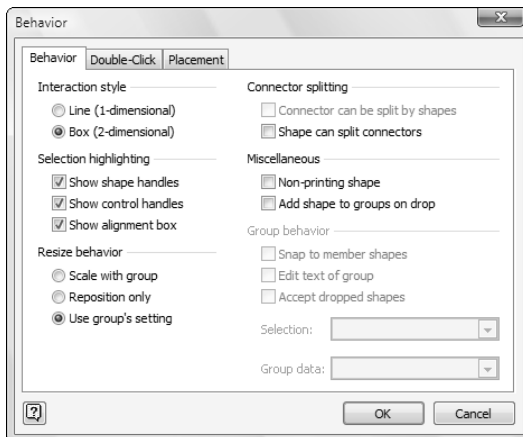 Behavior
Behavior Double-Click Placement
Interaction style
Line (1-dimensional)
Box (2-dimensional)
Selection highlighting
Show shape handles
Show control handles
Show alignment box
Resize behavior
Scale with group
Reposition only
Use group's setting
Connector splitting
Connector can be split by shapes
Shape can split connectors
Miscellaneous
Non-printing shape
Add shape to groups on drop
Group behavior
Snap to member shapes
Edit text of group
Accept dropped shapes
Selection:
Group data:
OK Cancel